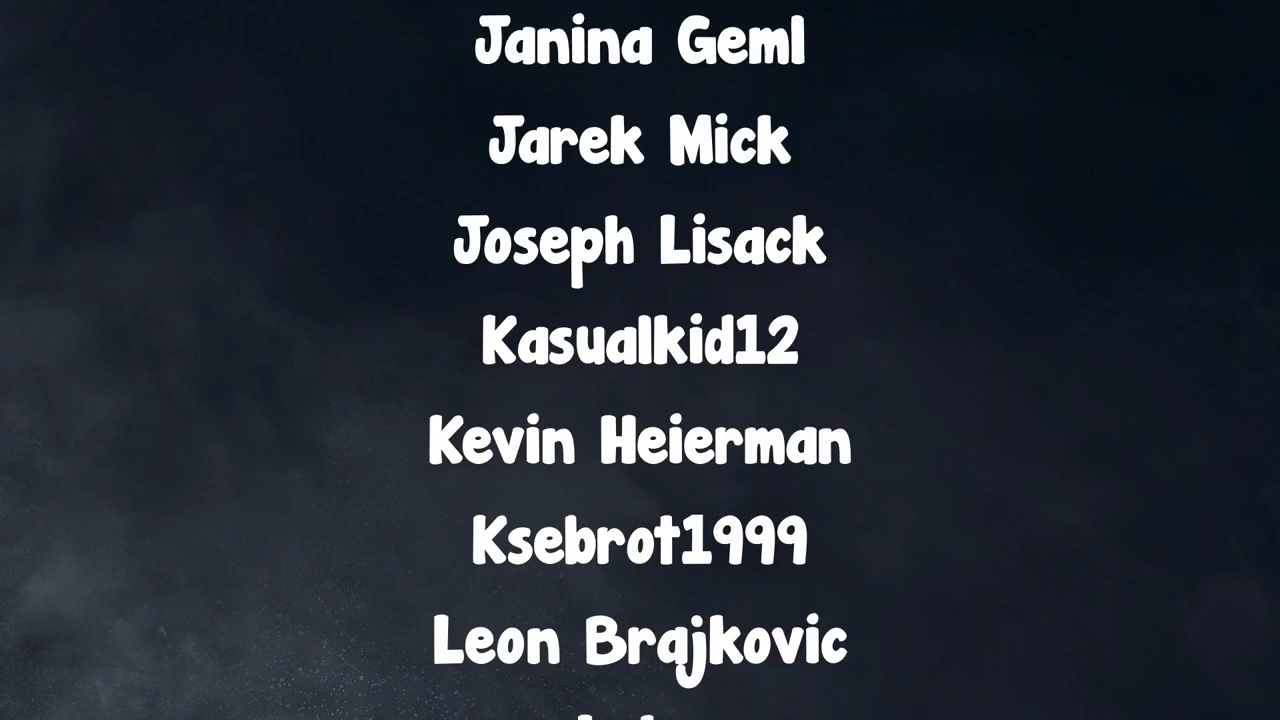 Janina Geml
Jarek Mick
Joseph Lisack
Kasualkid12
Kevin Heierman
Ksebrot1999
Leon Brajkovic